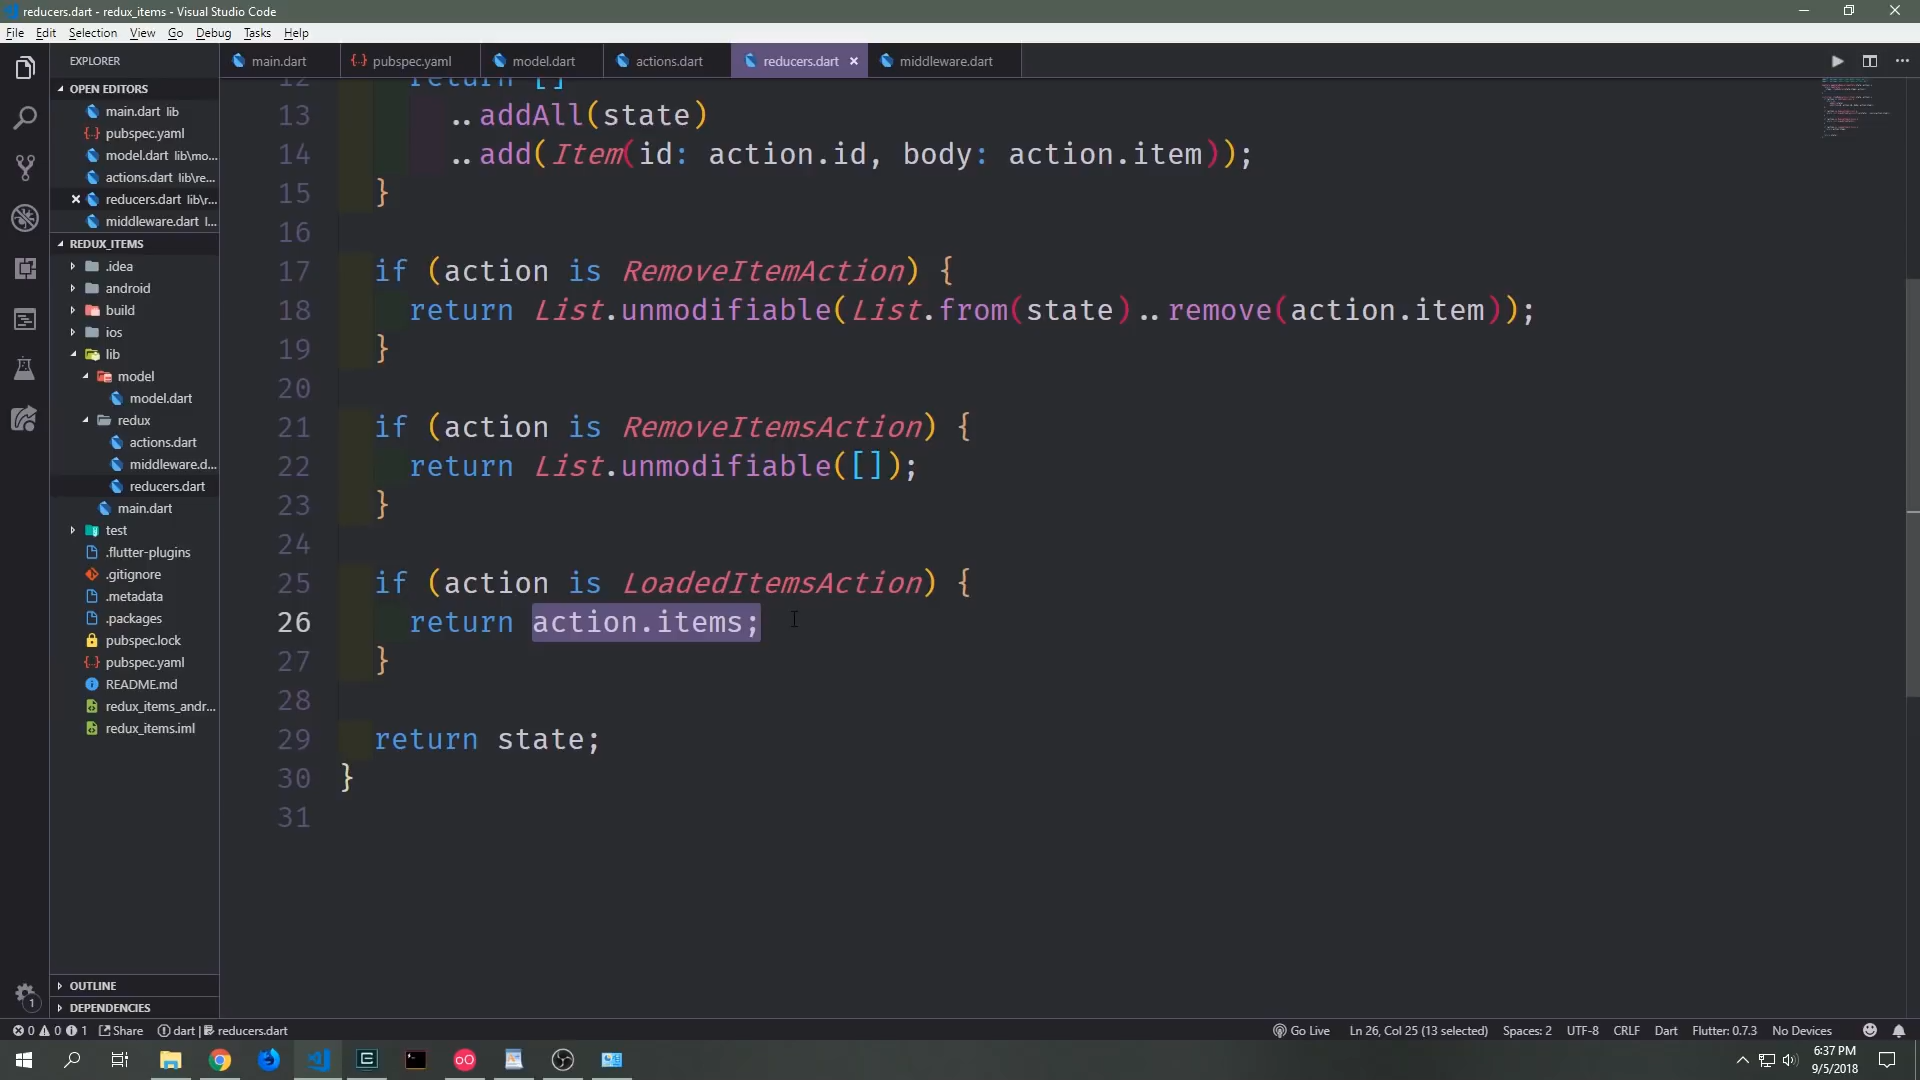 reducers.dart - redux_items - Visual Studio Code
File Edit Selection View Go Debug Tasks Help
EXPLORER
OPEN EDITORS
main.dart lib
pubspec.yaml
model.dart lib\mo...
actions.dart lib\re...
reducers.dart lib\r...
middleware.dart l...
REDUX_ITEMS
.idea
android
build
ios
lib
model
model.dart
redux
actions.dart
middleware.d...
reducers.dart
main.dart
test
.flutter-plugins
.gitignore
.metadata
.packages
pubspec.lock
pubspec.yaml
README.md
redux_items_andr...
redux_items.iml
OUTLINE
DEPENDENCIES
1
main.dart pubspec.yaml model.dart actions.dart reducers.dart middleware.dart
12 return []
13 ..addAll(state)
14 ..add(Item(id: action.id, body: action.item));
15 }
16
17 if (action is RemoveItemAction) {
18 return List.unmodifiable(List.from(state)..remove(action.item));
19 }
20
21 if (action is RemoveItemsAction) {
22 return List.unmodifiable([]);
23 }
24
25 if (action is LoadedItemsAction) {
26 return action.items;
27 }
28
29 return state;
30 }
31
0 0 1 Share dart | reducers.dart Go Live Ln 26, Col 25 (13 selected) Spaces: 2 UTF-8 CRLF Dart Flutter: 0.7.3 No Devices
6:37 PM
9/5/2018